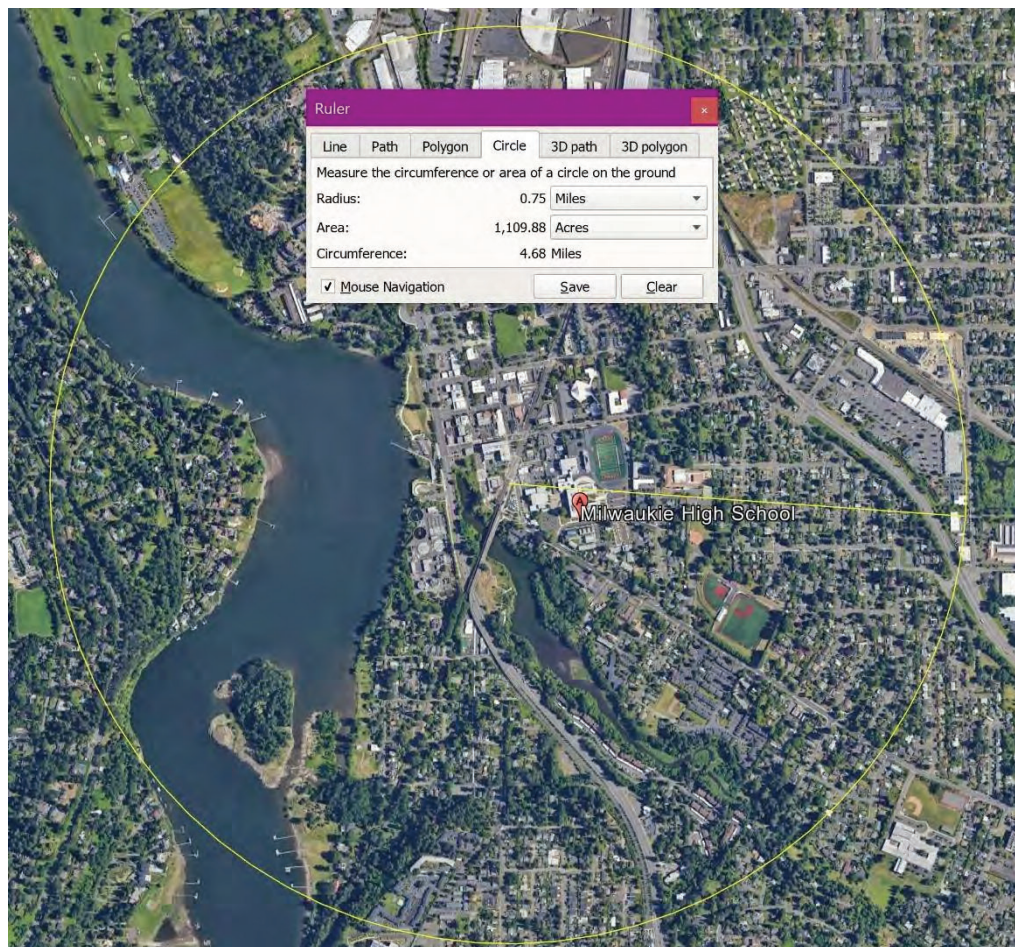 Ruler
Line Path Polygon Circle 3D path 3D polygon
Measure the circumference or area of a circle on the ground
Radius: 0.75 Miles
Area: 1,109.88 Acres
Circumference: 4.68 Miles
Mouse Navigation Save Clear
A
Milwaukie High School